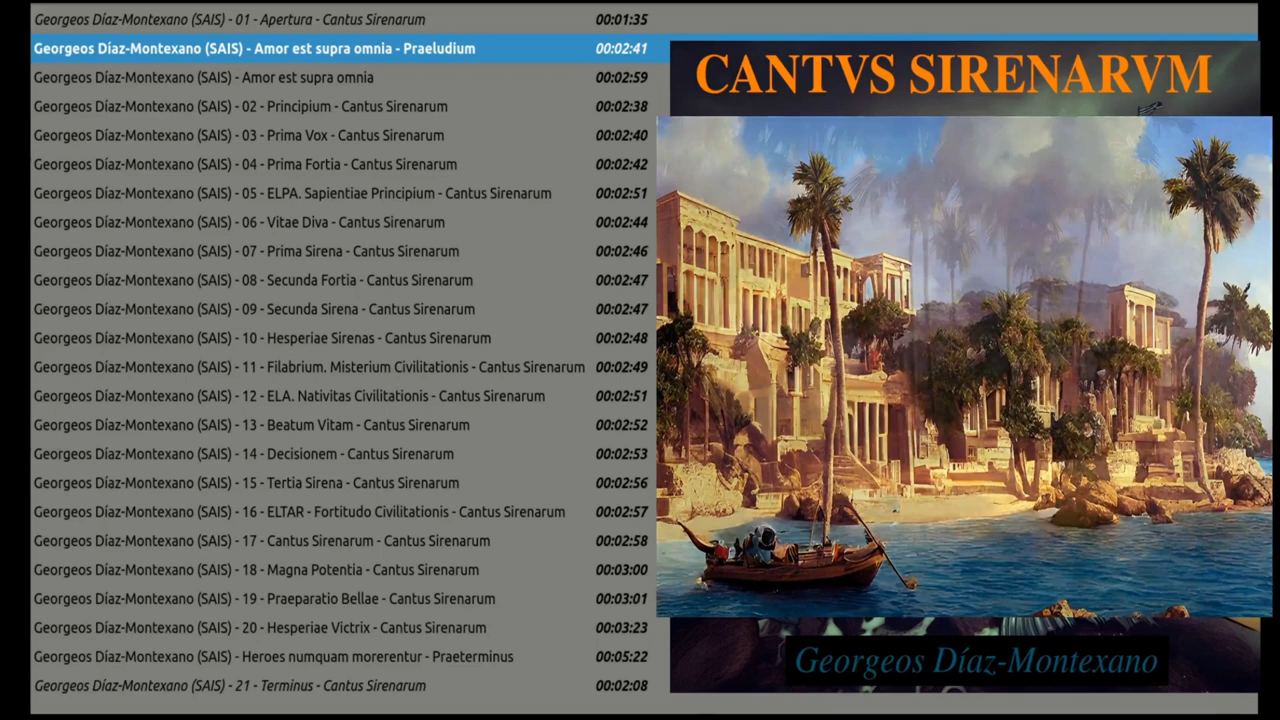 Georgeos Díaz-Montexano (SAIS) - 01 - Apertura - Cantus Sirenarum 00:01:35
Georgeos Díaz-Montexano (SAIS) - Amor est supra omnia - Praeludium 00:02:41
Georgeos Díaz-Montexano (SAIS) - Amor est supra omnia 00:02:59
Georgeos Díaz-Montexano (SAIS) - 02 - Principium - Cantus Sirenarum 00:02:38
Georgeos Díaz-Montexano (SAIS) - 03 - Prima Vox - Cantus Sirenarum 00:02:40
Georgeos Díaz-Montexano (SAIS) - 04 - Prima Fortia - Cantus Sirenarum 00:02:42
Georgeos Díaz-Montexano (SAIS) - 05 - ELPA. Sapientiae Principium - Cantus Sirenarum 00:02:51
Georgeos Díaz-Montexano (SAIS) - 06 - Vitae Diva - Cantus Sirenarum 00:02:44
Georgeos Díaz-Montexano (SAIS) - 07 - Prima Sirena - Cantus Sirenarum 00:02:46
Georgeos Díaz-Montexano (SAIS) - 08 - Secunda Fortia - Cantus Sirenarum 00:02:47
Georgeos Díaz-Montexano (SAIS) - 09 - Secunda Sirena - Cantus Sirenarum 00:02:47
Georgeos Díaz-Montexano (SAIS) - 10 - Hesperiae Sirenas - Cantus Sirenarum 00:02:48
Georgeos Díaz-Montexano (SAIS) - 11 - Filabrium. Misterium Civilitationis - Cantus Sirenarum 00:02:49
Georgeos Díaz-Montexano (SAIS) - 12 - ELA. Nativitas Civilitationis - Cantus Sirenarum 00:02:51
Georgeos Díaz-Montexano (SAIS) - 13 - Beatum Vitam - Cantus Sirenarum 00:02:52
Georgeos Díaz-Montexano (SAIS) - 14 - Decisionem - Cantus Sirenarum 00:02:53
Georgeos Díaz-Montexano (SAIS) - 15 - Tertia Sirena - Cantus Sirenarum 00:02:56
Georgeos Díaz-Montexano (SAIS) - 16 - ELTAR - Fortitudo Civilitationis - Cantus Sirenarum 00:02:57
Georgeos Díaz-Montexano (SAIS) - 17 - Cantus Sirenarum - Cantus Sirenarum 00:02:58
Georgeos Díaz-Montexano (SAIS) - 18 - Magna Potentia - Cantus Sirenarum 00:03:00
Georgeos Díaz-Montexano (SAIS) - 19 - Praeparatio Bellae - Cantus Sirenarum 00:03:01
Georgeos Díaz-Montexano (SAIS) - 20 - Hesperiae Victrix - Cantus Sirenarum 00:03:23
Georgeos Díaz-Montexano (SAIS) - Heroes numquam morerentur - Praeterminus 00:05:22
Georgeos Díaz-Montexano (SAIS) - 21 - Terminus - Cantus Sirenarum 00:02:08
CANTVS SIRENARVM
Georgeos Díaz-Montexano